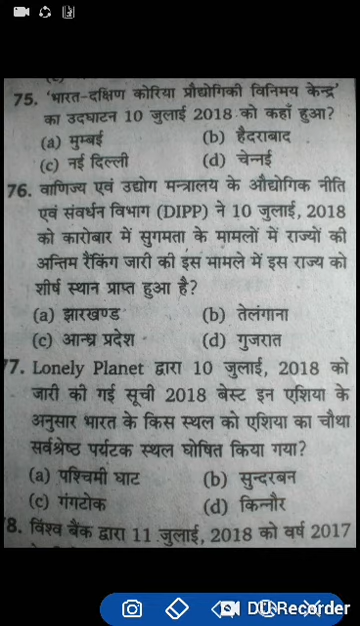 75. 'भारत-दक्षिण कोरिया प्रौद्योगिकी विनिमय केन्द्र'
का उदघाटन 10 जुलाई 2018 को कहाँ हुआ?
(a) मुम्बई (b) हैदराबाद
(c) नई दिल्ली (d) चेन्नई
76. वाणिज्य एवं उद्योग मन्त्रालय के औद्योगिक नीति
एवं संवर्धन विभाग (DIPP) ने 10 जुलाई, 2018
को कारोबार में सुगमता के मामलों में राज्यों की
अन्तिम रैंकिंग जारी की इस मामले में इस राज्य को
शीर्ष स्थान प्राप्त हुआ है?
(a) झारखण्ड (b) तेलंगाना
(c) आन्ध्र प्रदेश (d) गुजरात
77. Lonely Planet द्वारा 10 जुलाई, 2018 को
जारी की गई सूची 2018 बेस्ट इन एशिया के
अनुसार भारत के किस स्थल को एशिया का चौथा
सर्वश्रेष्ठ पर्यटक स्थल घोषित किया गया?
(a) पश्चिमी घाट (b) सुन्दरबन
(c) गंगटोक (d) किन्नौर
8. विश्व बैंक द्वारा 11 जुलाई, 2018 को वर्ष 2017
DU Recorder